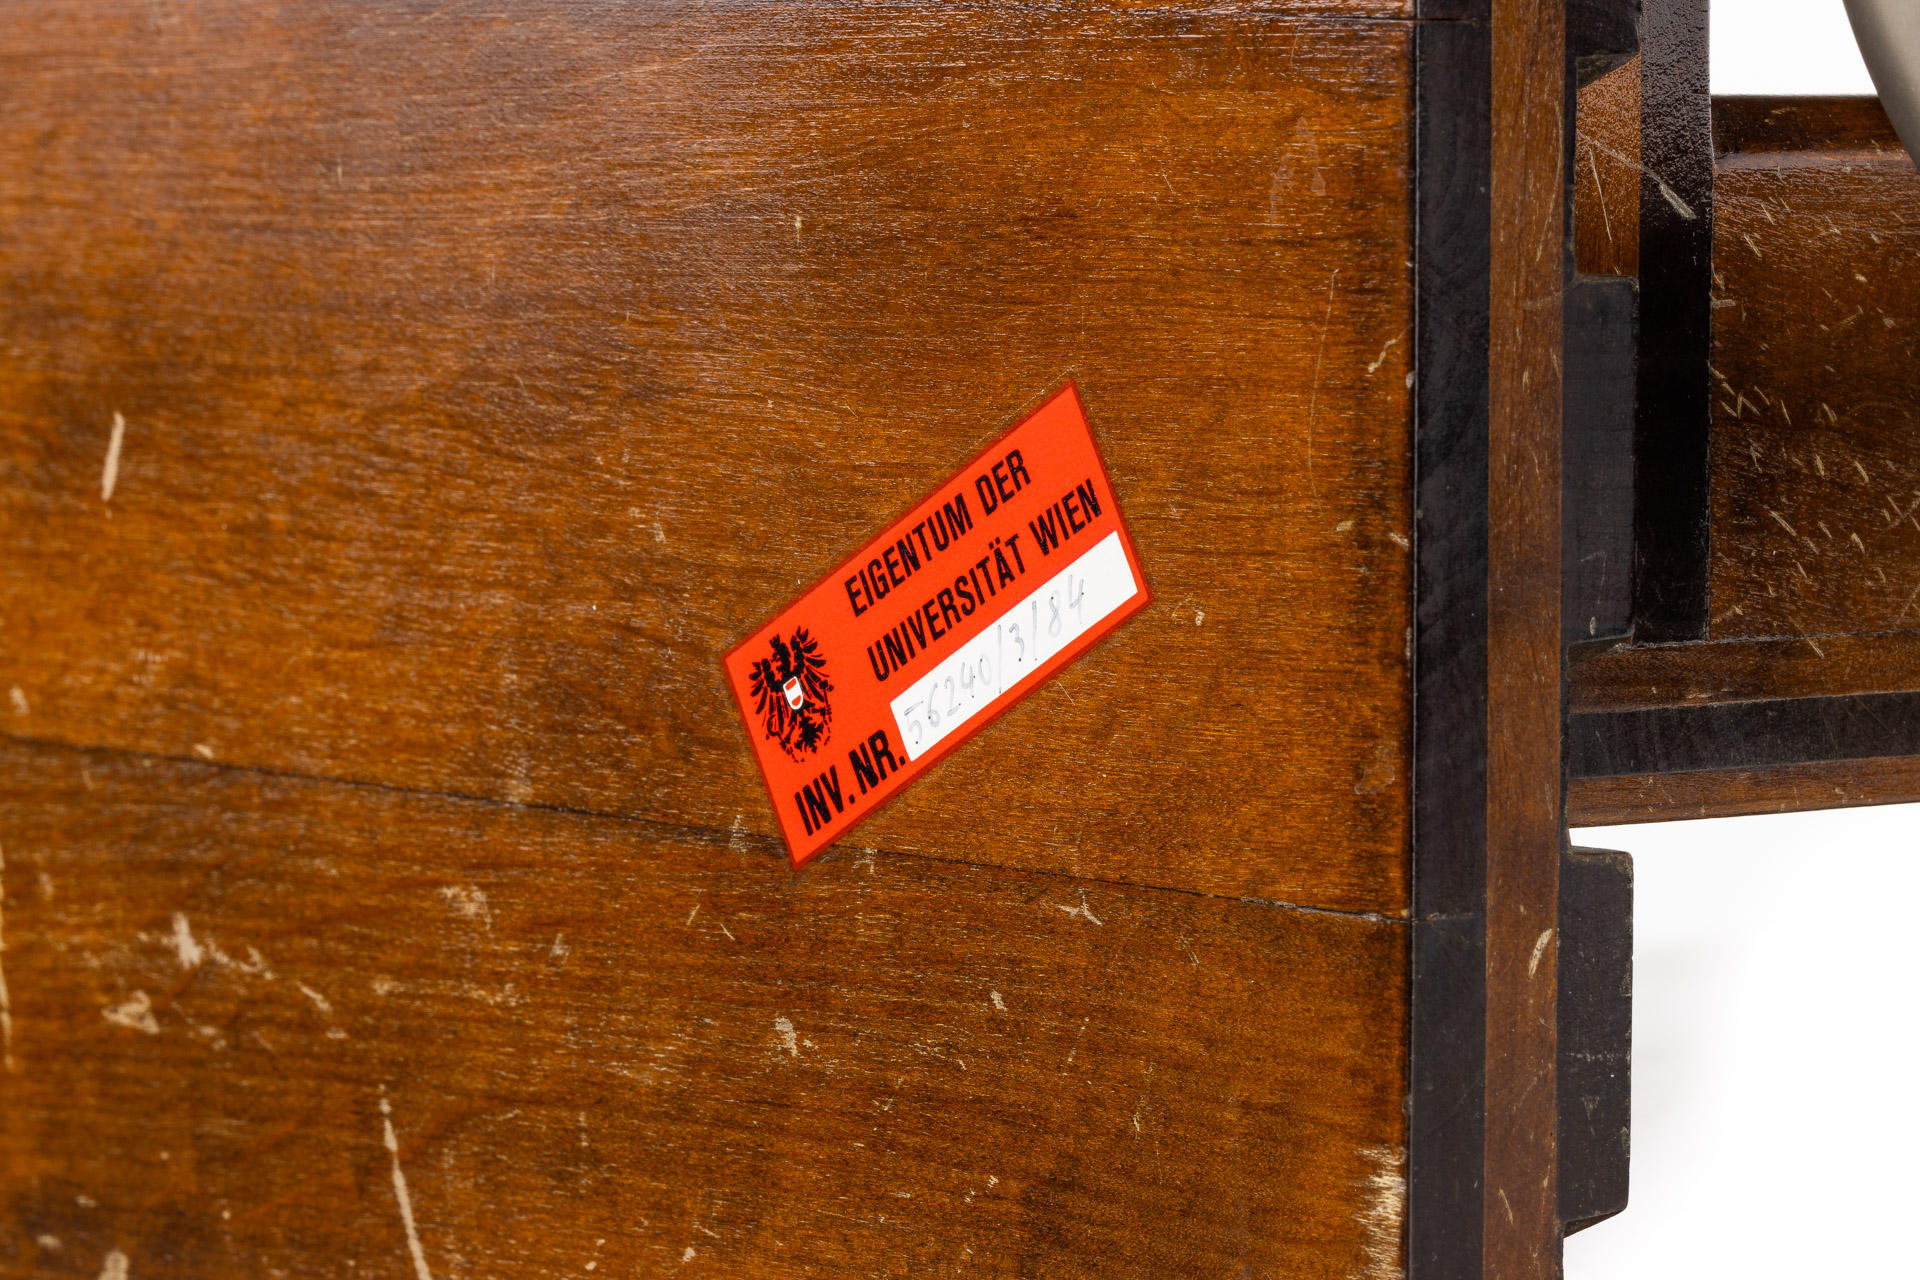 EIGENTUM DER
UNIVERSITÄT WIEN
INV. NR. 56240/3/84